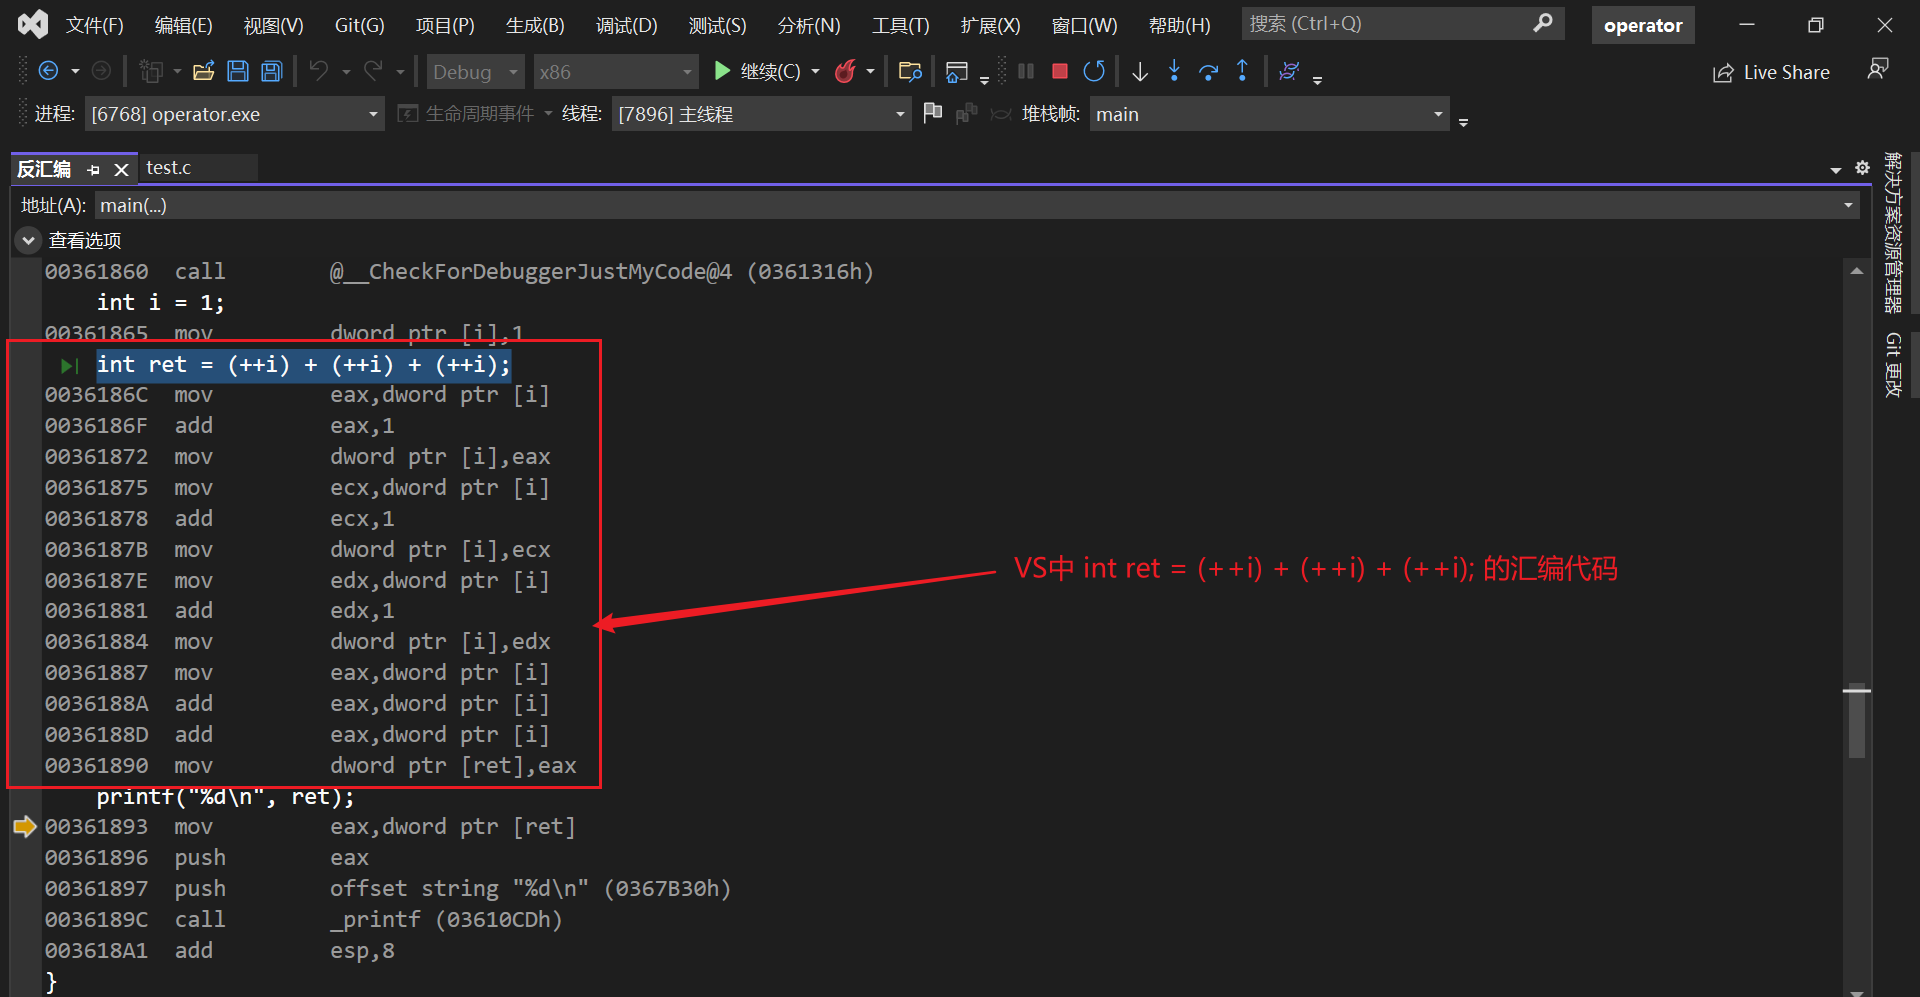 文件(F) 编辑(E) 视图(V) Git(G) 项目(P) 生成(B) 调试(D) 测试(S) 分析(N) 工具(T) 扩展(X) 窗口(W) 帮助(H) 搜索 (Ctrl+Q) operator
Debug x86 继续(C) Live Share
进程: [6768] operator.exe 生命周期事件 线程: [7896] 主线程 堆栈帧: main
反汇编 test.c
地址(A): main(...)
查看选项
00361860 call @__CheckForDebuggerJustMyCode@4 (0361316h)
int i = 1;
00361865 mov dword ptr [i],1
int ret = (++i) + (++i) + (++i);
0036186C mov eax,dword ptr [i]
0036186F add eax,1
00361872 mov dword ptr [i],eax
00361875 mov ecx,dword ptr [i]
00361878 add ecx,1
0036187B mov dword ptr [i],ecx
0036187E mov edx,dword ptr [i]
00361881 add edx,1
00361884 mov dword ptr [i],edx
00361887 mov eax,dword ptr [i]
0036188A add eax,dword ptr [i]
0036188D add eax,dword ptr [i]
00361890 mov dword ptr [ret],eax
printf("%d\n", ret);
00361893 mov eax,dword ptr [ret]
00361896 push eax
00361897 push offset string "%d\n" (0367B30h)
0036189C call _printf (03610CDh)
003618A1 add esp,8
}
VS中 int ret = (++i) + (++i) + (++i); 的汇编代码
解决方案资源管理器
Git 更改